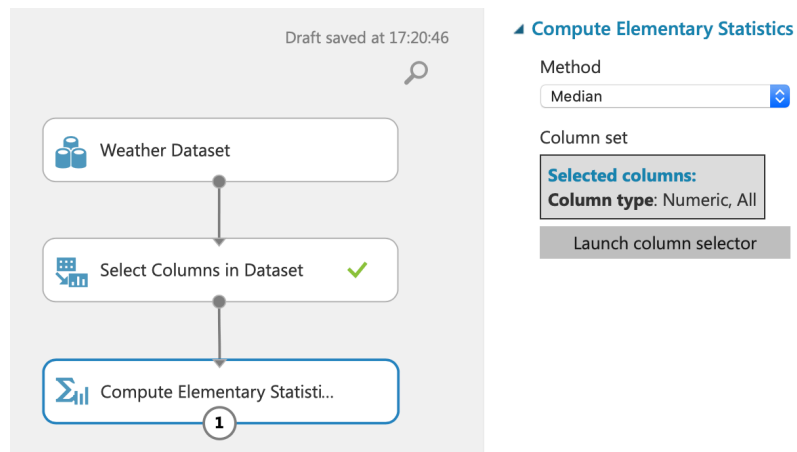 Draft saved at 17:20:46
Weather Dataset
Select Columns in Dataset
Compute Elementary Statisti...
1
Compute Elementary Statistics
Method
Median
Column set
Selected columns:
Column type: Numeric, All
Launch column selector